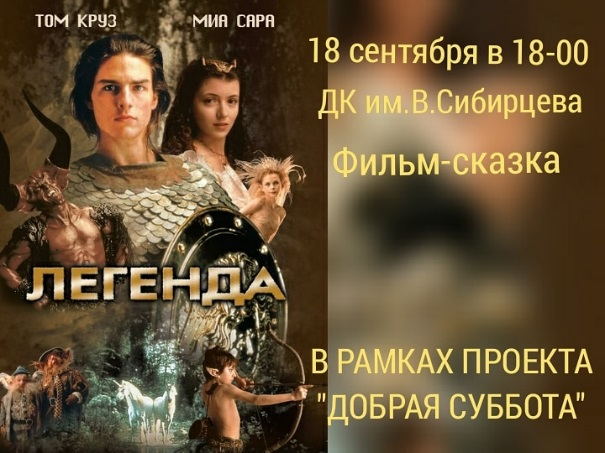 ТОМ КРУЗ
МИА САРА
ЛЕГЕНДА
18 сентября в 18-00
ДК им.В.Сибирцева
Фильм-сказка
В РАМКАХ ПРОЕКТА
"ДОБРАЯ СУББОТА"